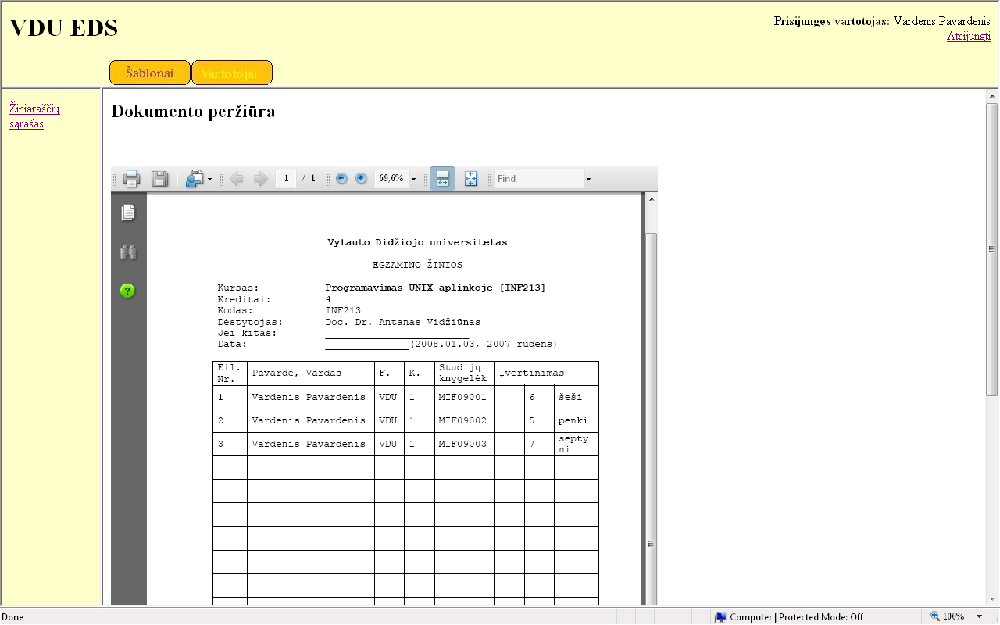 VDU EDS
Prisijungęs vartotojas: Vardenis Pavardenis
Atsijungti
Šablonai
Vartotojai
Žiniaraščių
sąrašas
Dokumento peržiūra
1 / 1
69,6%
Find
Vytauto Didžiojo universitetas
EGZAMINO ŽINIOS
Kursas: Programavimas UNIX aplinkoje [INF213]
Kreditai: 4
Kodas: INF213
Dėstytojas: Doc. Dr. Antanas Vidžiūnas
Jei kitas: ________________________
Data: ______________(2008.01.03, 2007 rudens)
Eil. Nr. Pavardė, Vardas F. K. Studijų knygelėk Įvertinimas
1 Vardenis Pavardenis VDU 1 MIF09001 6 šeši
2 Vardenis Pavardenis VDU 1 MIF09002 5 penki
3 Vardenis Pavardenis VDU 1 MIF09003 7 septy
ni
Done
Computer | Protected Mode: Off
100%